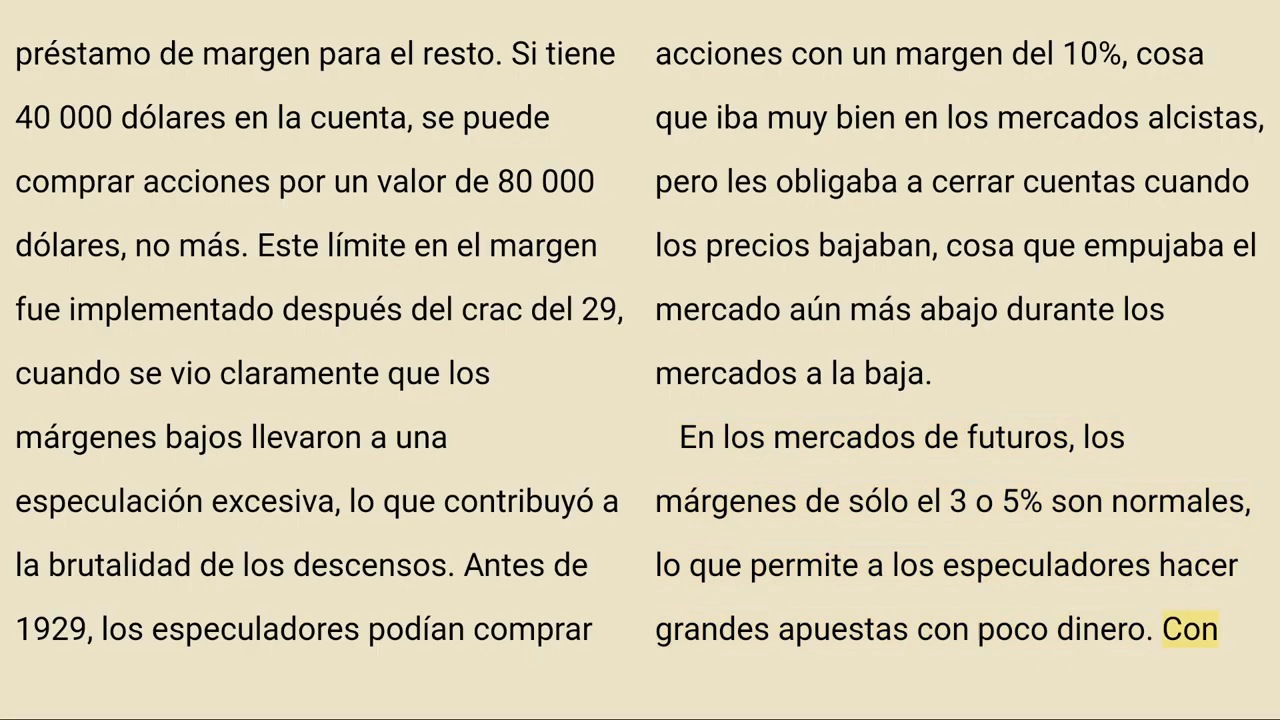 préstamo de margen para el resto. Si tiene
40 000 dólares en la cuenta, se puede
comprar acciones por un valor de 80 000
dólares, no más. Este límite en el margen
fue implementado después del crac del 29,
cuando se vio claramente que los
márgenes bajos llevaron a una
especulación excesiva, lo que contribuyó a
la brutalidad de los descensos. Antes de
1929, los especuladores podían comprar
acciones con un margen del 10%, cosa
que iba muy bien en los mercados alcistas,
pero les obligaba a cerrar cuentas cuando
los precios bajaban, cosa que empujaba el
mercado aún más abajo durante los
mercados a la baja.
En los mercados de futuros, los
márgenes de sólo el 3 o 5% son normales,
lo que permite a los especuladores hacer
grandes apuestas con poco dinero. Con